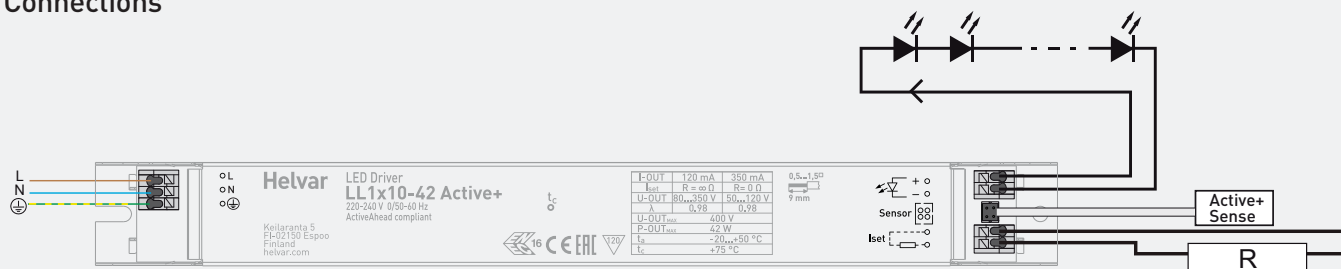 Connections
L
N
L
N
Helvar
LED Driver
LL1x10-42 Active+
220-240 V 0/50-60 Hz
ActiveAhead compliant
Keilaranta 5
FI-02150 Espoo
Finland
helvar.com
tc
16 CE EAC 120
I-OUT 120 mA 350 mA
Iset R = ∞ Ω R= 0 Ω
U-OUT 80...350 V 50...120 V
λ 0.98 0.98
U-OUTMAX 400 V
P-OUTMAX 42 W
ta -20...+50 °C
tc +75 °C
0,5...1,5□
9 mm
+
-
Sensor
Iset
Active+
Sense
R